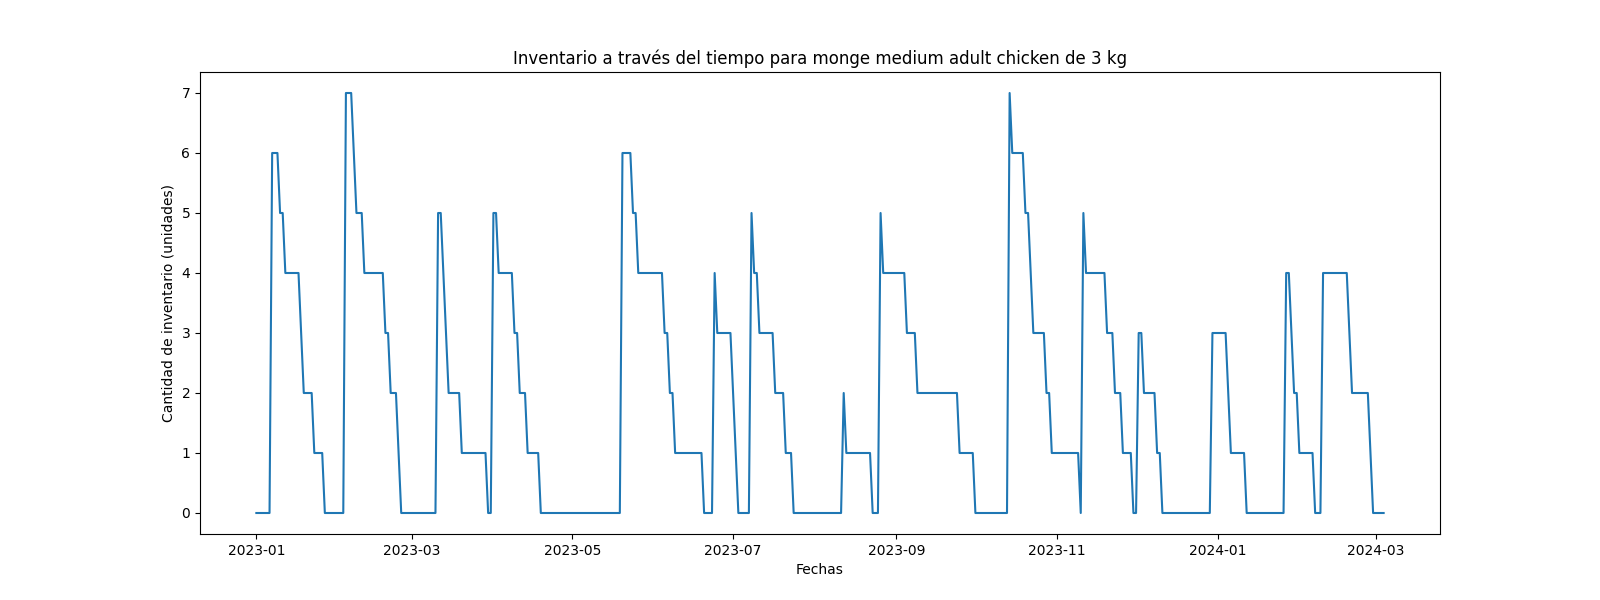 Inventario a través del tiempo para monge medium adult chicken de 3 kg
Cantidad de inventario (unidades)
7
6
5
4
3
2
1
0
2023-01 2023-03 2023-05 2023-07 2023-09 2023-11 2024-01 2024-03
Fechas